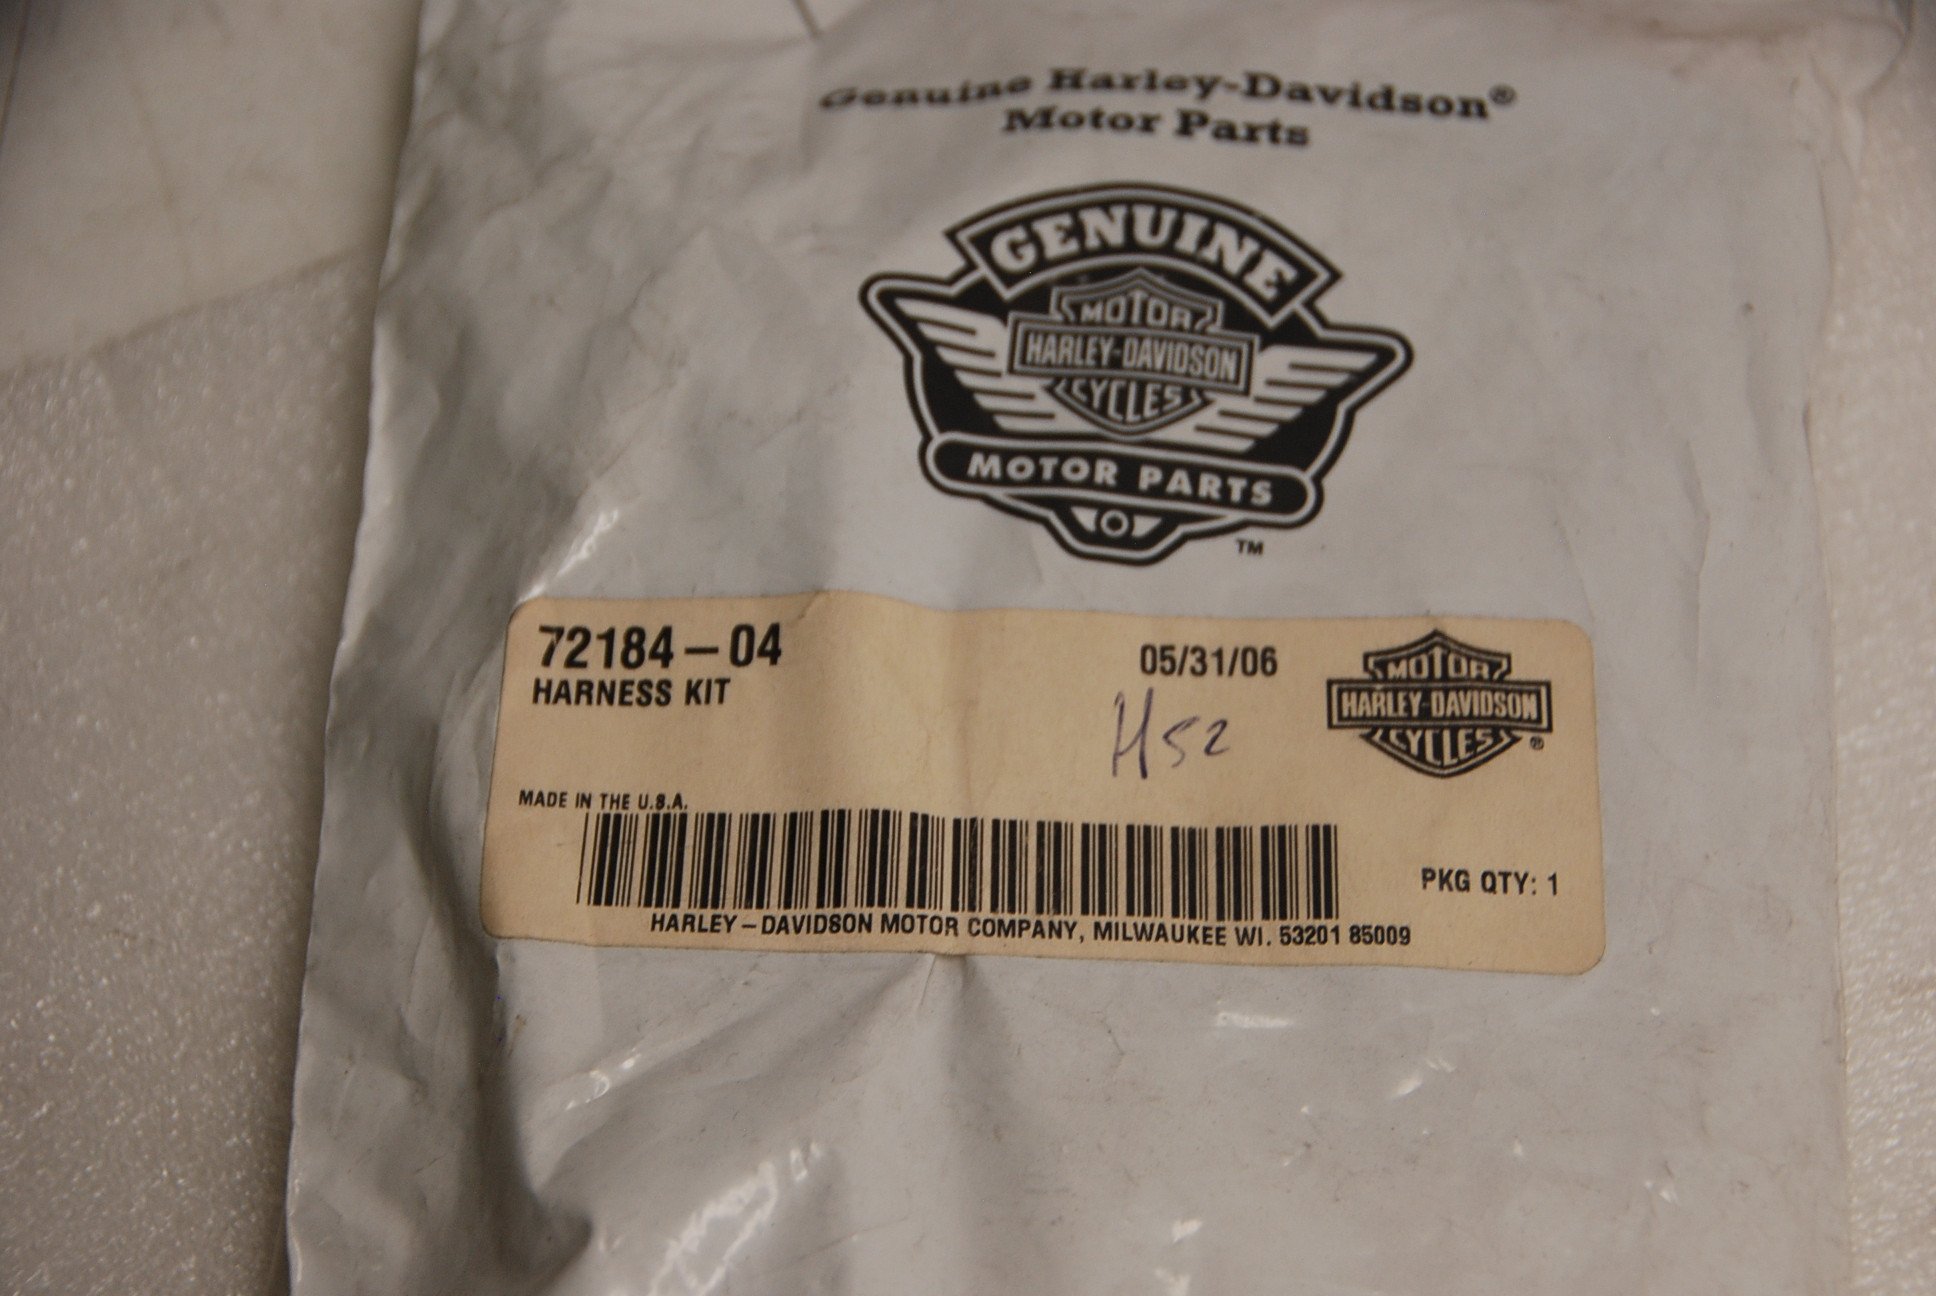 Genuine Harley-Davidson®
Motor Parts
GENUINE
MOTOR
HARLEY-DAVIDSON
CYCLES
MOTOR PARTS
TM
72184-04
05/31/06
HARNESS KIT
H52
MOTOR
HARLEY-DAVIDSON
CYCLES
®
MADE IN THE U.S.A.
PKG QTY: 1
HARLEY-DAVIDSON MOTOR COMPANY, MILWAUKEE WI. 53201 85009